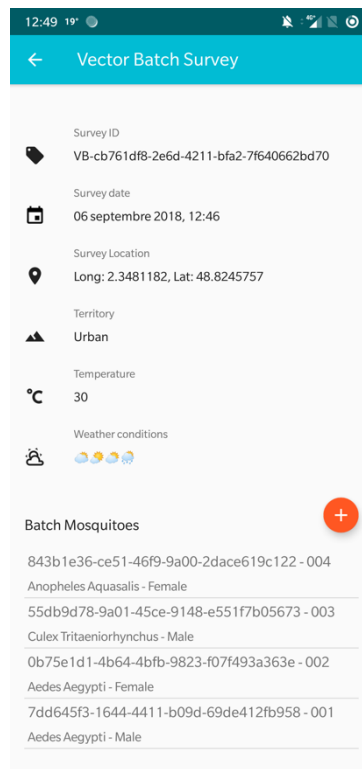 12:49 19°
4G+
Vector Batch Survey
Survey ID
VB-cb761df8-2e6d-4211-bfa2-7f640662bd70
Survey date
06 septembre 2018, 12:46
Survey Location
Long: 2.3481182, Lat: 48.8245757
Territory
Urban
Temperature
°C 30
Weather conditions
Batch Mosquitoes
+
843b1e36-ce51-46f9-9a00-2dace619c122 - 004
Anopheles Aquasalis - Female
55db9d78-9a01-45ce-9148-e551f7b05673 - 003
Culex Tritaeniorhynchus - Male
0b75e1d1-4b64-4bfb-9823-f07f493a363e - 002
Aedes Aegypti - Female
7dd645f3-1644-4411-b09d-69de412fb958 - 001
Aedes Aegypti - Male